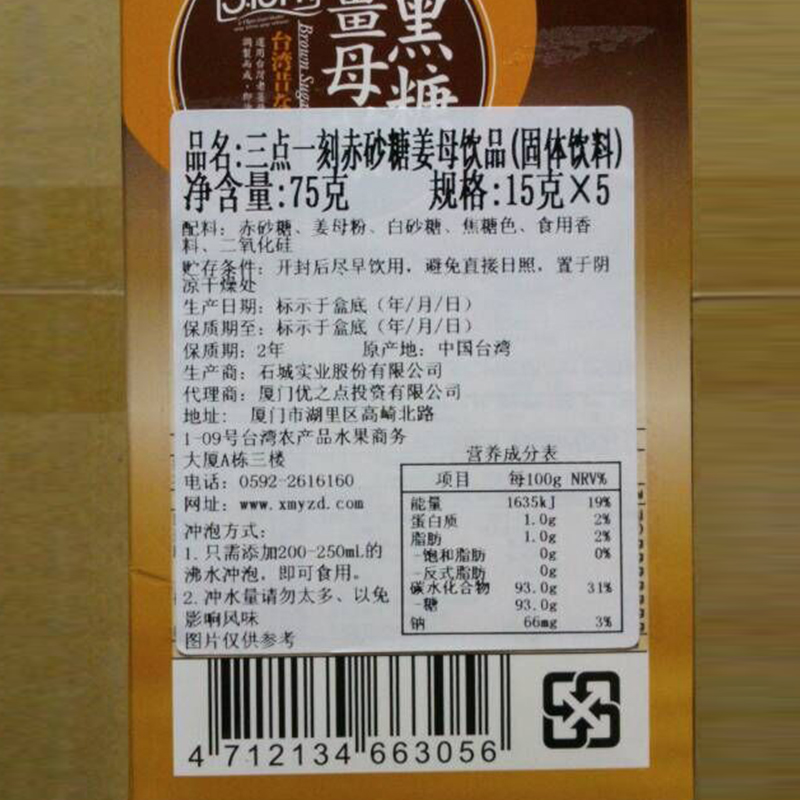 黑糖
薑母
Brown Suga
台湾昔な
品名:三点一刻赤砂糖姜母饮品(固体饮料)
净含量:75克 规格:15克×5
配料：赤砂糖、姜母粉、白砂糖、焦糖色、食用香
料、二氧化硅
贮存条件：开封后尽早饮用，避免直接日照，置于阴
凉干燥处
生产日期：标示于盒底（年/月/日）
保质期至：标示于盒底（年/月/日）
保质期：2年 原产地：中国台湾
生产商：石城实业股份有限公司
代理商：厦门优之点投资有限公司
地址： 厦门市湖里区高崎北路
1-09号台湾农产品水果商务
大厦A栋三楼
电话：0592-2616160
网址：www.xmyzd.com
冲泡方式：
1.只需添加200-250mL的
沸水冲泡，即可食用。
2.冲水量请勿太多、以免
影响风味
图片仅供参考
营养成分表
项目 每100g NRV%
能量 1635kJ 19%
蛋白质 1.0g 2%
脂肪 1.0g 2%
-饱和脂肪 0g 0%
-反式脂肪 0g
碳水化合物 93.0g 31%
-糖 93.0g
钠 66mg 3%
4 712134 663056